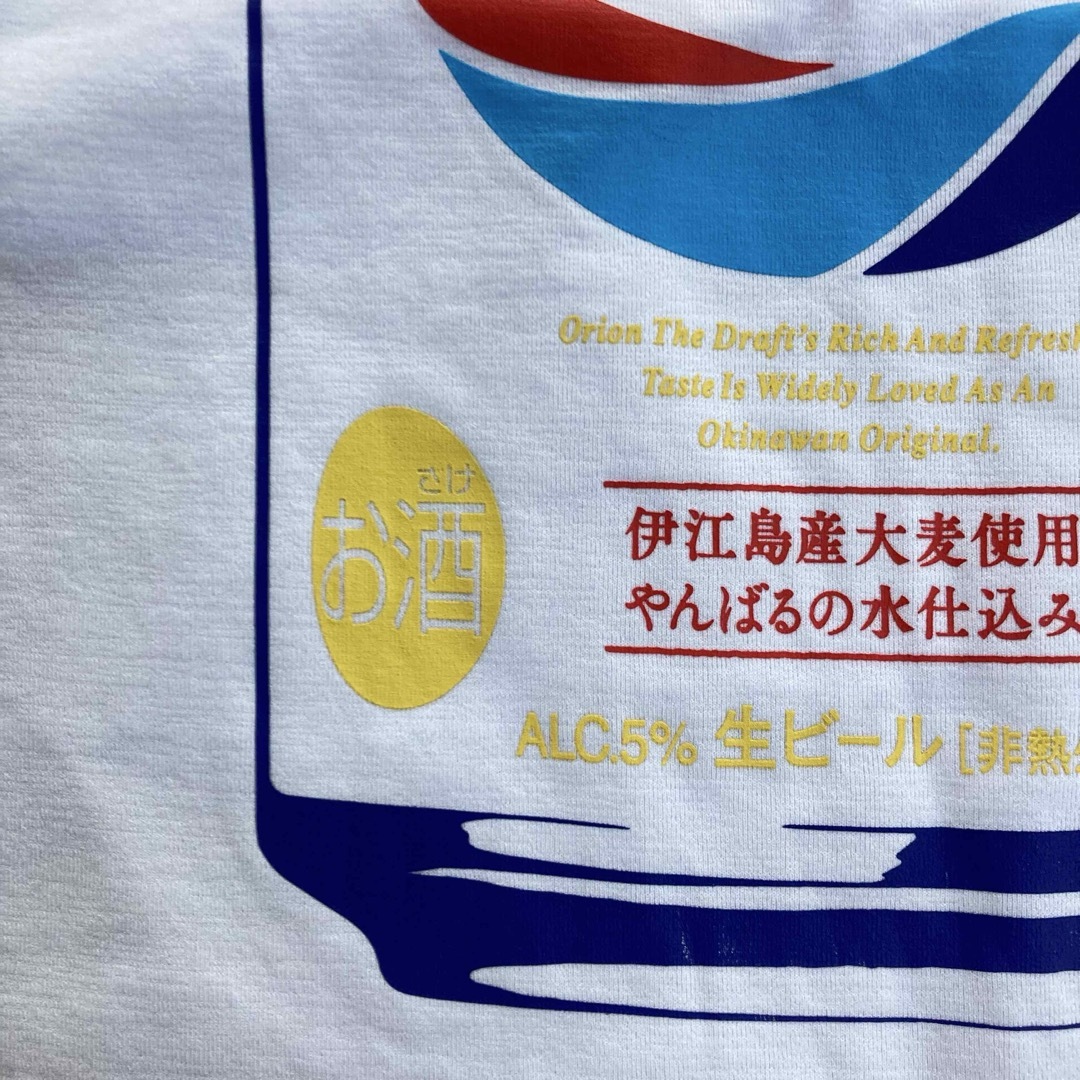 Orion The Draft's Rich And Refresh
Taste Is Widely Loved As An
Okinawan Original.
さけ
お酒
伊江島産大麦使用
やんばるの水仕込み
ALC.5% 生ビール [非熱